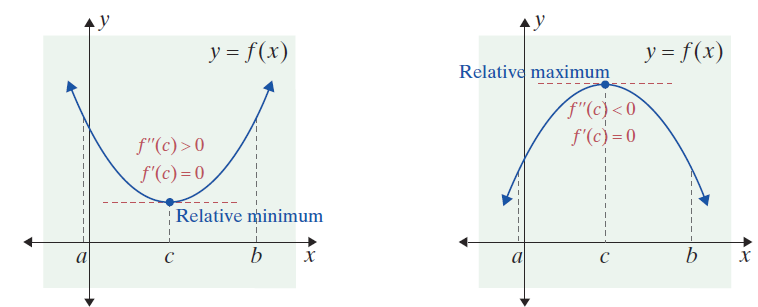 y
y = f(x)
f"(c) > 0
f'(c) = 0
Relative minimum
a
c
b
x
y
y = f(x)
Relative maximum
f"(c) < 0
f'(c) = 0
a
c
b
x